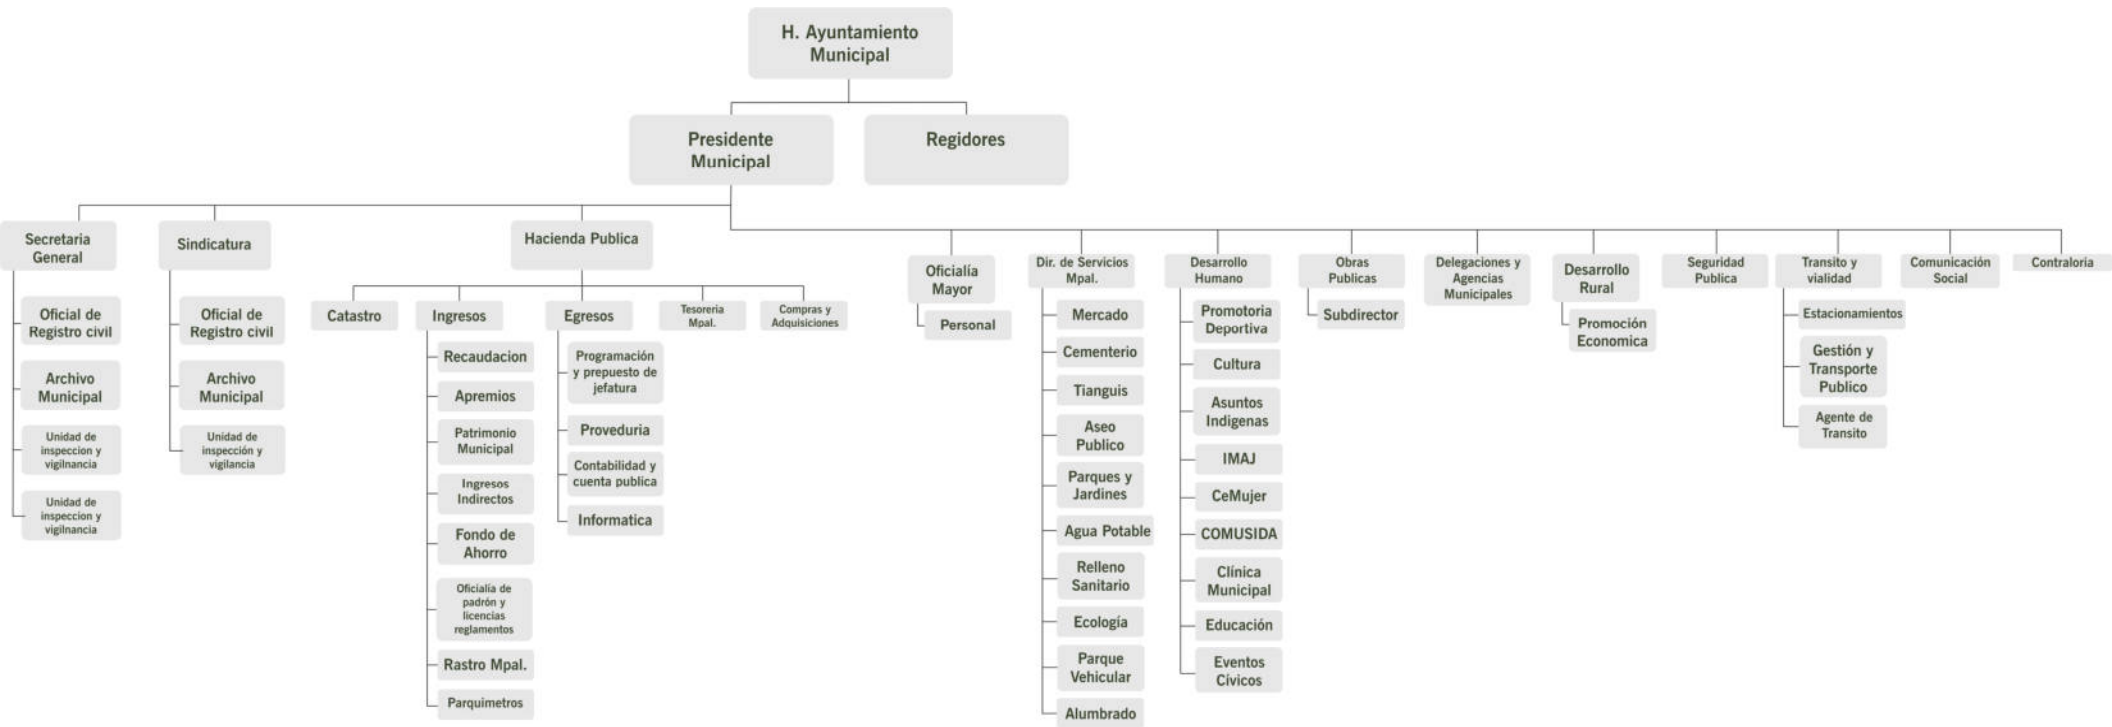 H. Ayuntamiento
Municipal
Presidente
Municipal
Regidores
Secretaria
General
Oficial de
Registro civil
Archivo
Municipal
Unidad de
inspeccion y
vigilnancia
Unidad de
inspeccion y
vigilnancia
Sindicatura
Oficial de
Registro civil
Archivo
Municipal
Unidad de
inspección y
vigilancia
Hacienda Publica
Catastro
Ingresos
Recaudacion
Apremios
Patrimonio
Municipal
Ingresos
Indirectos
Fondo de
Ahorro
Oficialía de
padrón y
licencias
reglamentos
Rastro Mpal.
Parquimetros
Egresos
Programación
y prepuesto de
jefatura
Proveduria
Contabilidad y
cuenta publica
Informatica
Tesoreria
Mpal.
Compras y
Adquisiciones
Oficialía
Mayor
Personal
Dir. de Servicios
Mpal.
Mercado
Cementerio
Tianguis
Aseo
Publico
Parques y
Jardines
Agua Potable
Relleno
Sanitario
Ecología
Parque
Vehicular
Alumbrado
Desarrollo
Humano
Promotoria
Deportiva
Cultura
Asuntos
Indigenas
IMAJ
CeMujer
COMUSIDA
Clínica
Municipal
Educación
Eventos
Cívicos
Obras
Publicas
Subdirector
Delegaciones y
Agencias
Municipales
Desarrollo
Rural
Promoción
Economica
Seguridad
Publica
Transito y
vialidad
Estacionamientos
Gestión y
Transporte
Publico
Agente de
Transito
Comunicación
Social
Contraloria